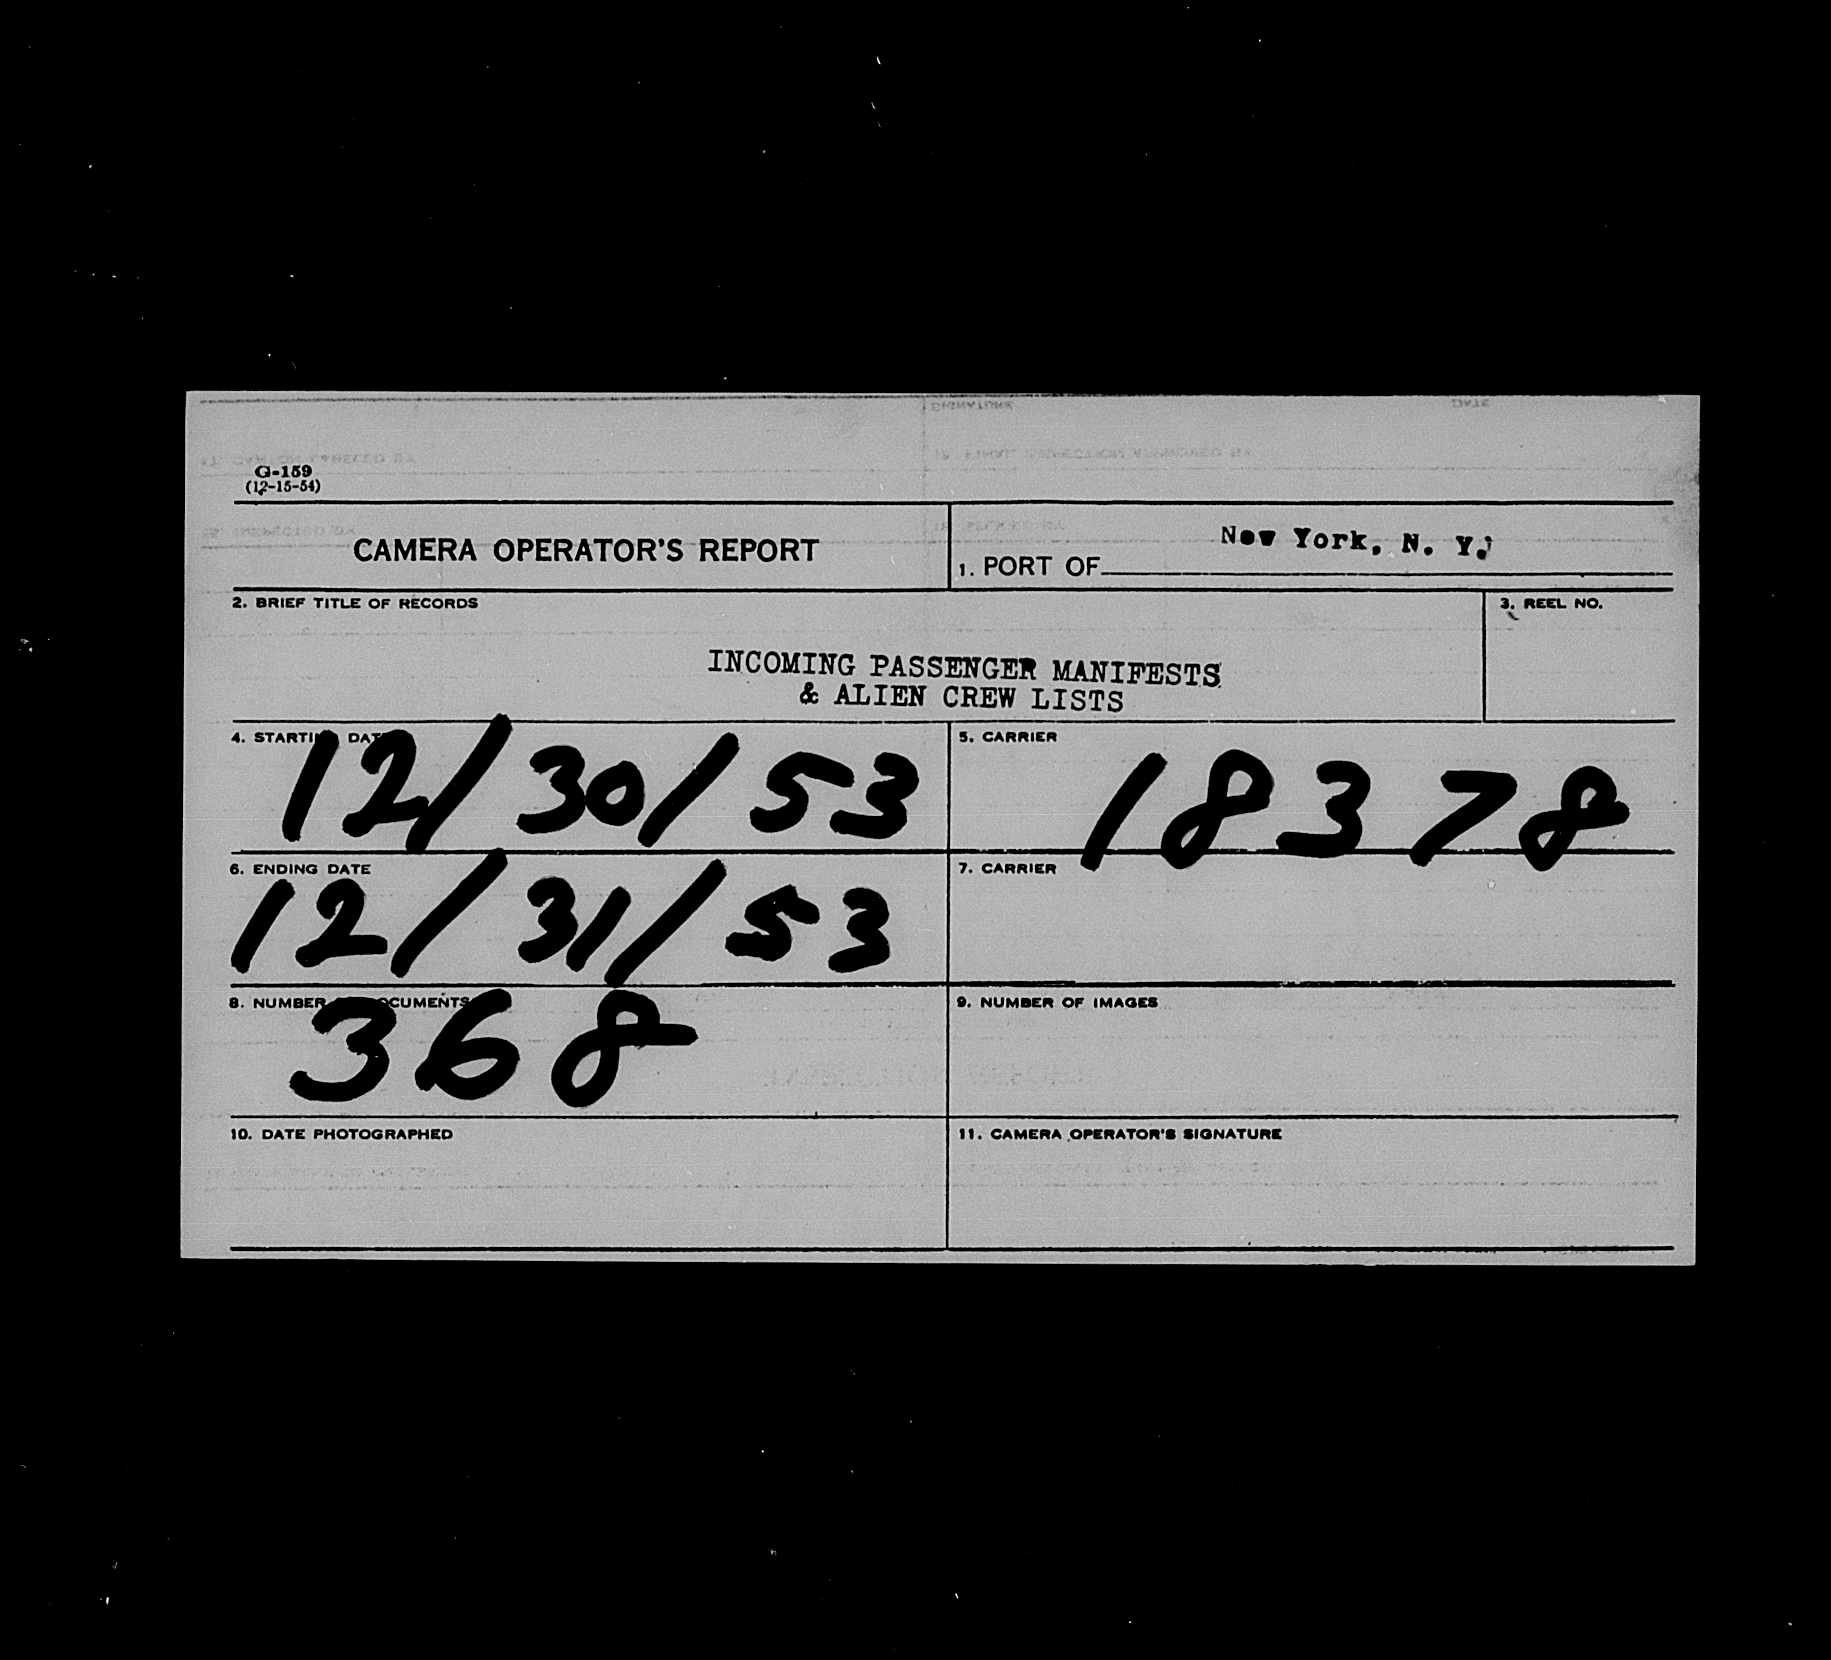 G-159
(12-15-54)
CAMERA OPERATOR'S REPORT
1. PORT OF New York, N. Y.
2. BRIEF TITLE OF RECORDS
3. REEL NO.
INCOMING PASSENGER MANIFESTS
& ALIEN CREW LISTS
4. STARTING DATE
12/30/53
5. CARRIER
18378
6. ENDING DATE
12/31/53
7. CARRIER
8. NUMBER OF DOCUMENTS
368
9. NUMBER OF IMAGES
10. DATE PHOTOGRAPHED
11. CAMERA OPERATOR'S SIGNATURE